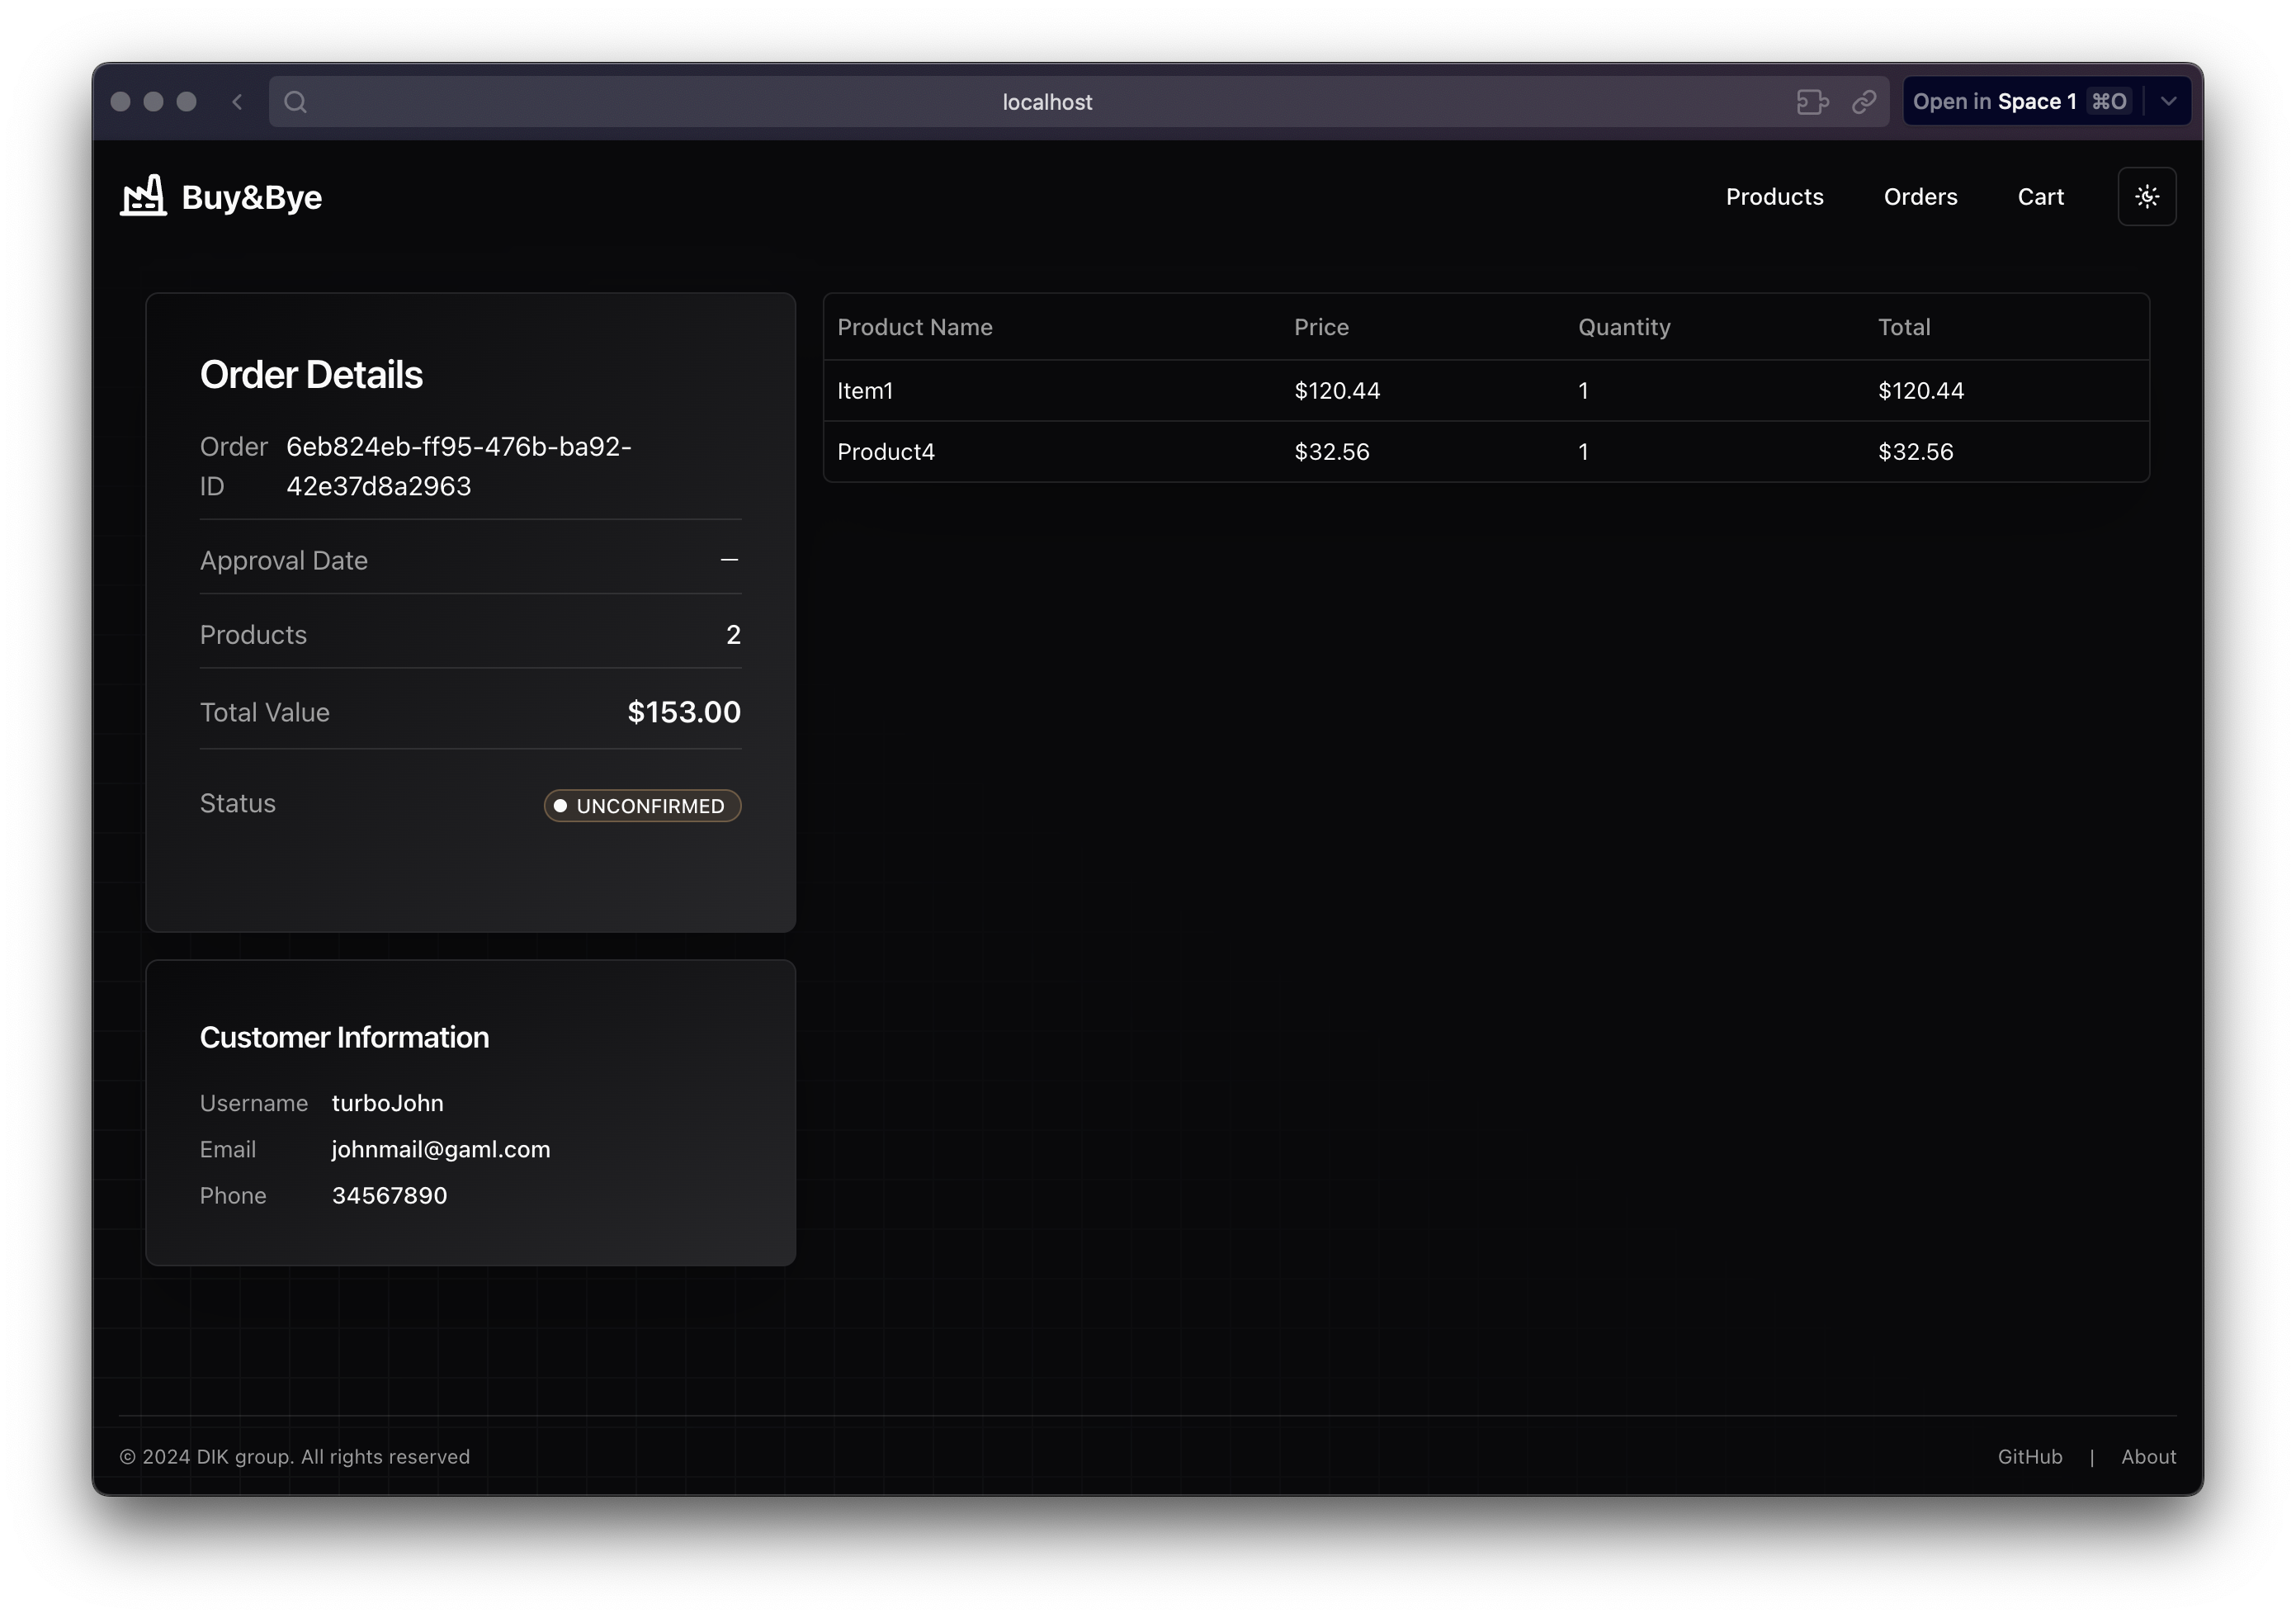 localhost
Open in Space 1 ⌘O
Buy&Bye
Products Orders Cart
Order Details
Order ID 6eb824eb-ff95-476b-ba92-42e37d8a2963
Approval Date —
Products 2
Total Value $153.00
Status UNCONFIRMED
Product Name Price Quantity Total
Item1 $120.44 1 $120.44
Product4 $32.56 1 $32.56
Customer Information
Username turboJohn
Email johnmail@gaml.com
Phone 34567890
© 2024 DIK group. All rights reserved
GitHub | About